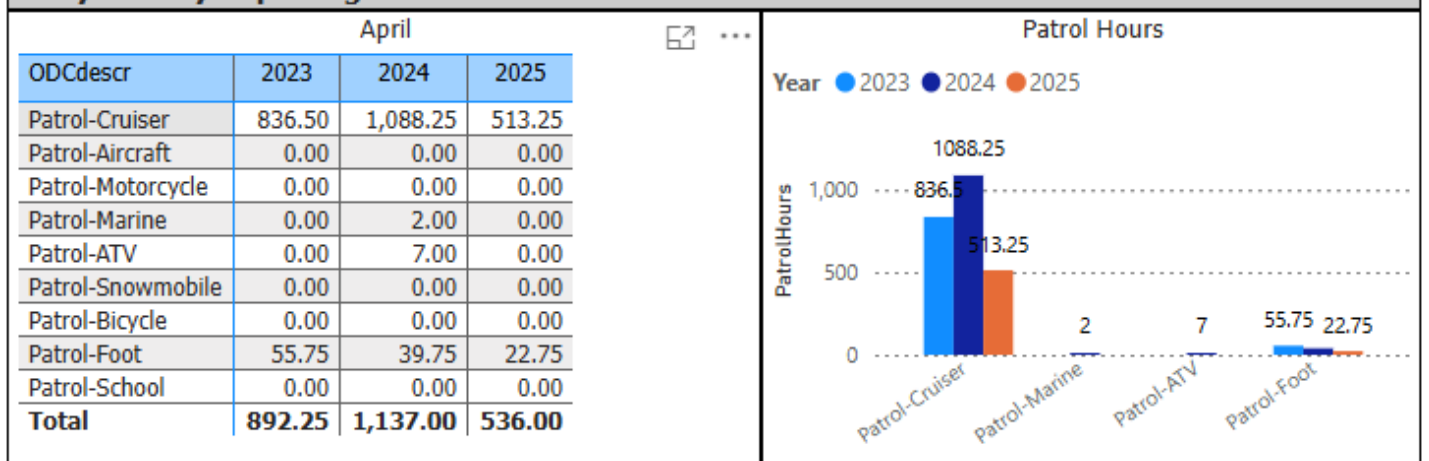 April
ODCdescr 2023 2024 2025
Patrol-Cruiser 836.50 1,088.25 513.25
Patrol-Aircraft 0.00 0.00 0.00
Patrol-Motorcycle 0.00 0.00 0.00
Patrol-Marine 0.00 2.00 0.00
Patrol-ATV 0.00 7.00 0.00
Patrol-Snowmobile 0.00 0.00 0.00
Patrol-Bicycle 0.00 0.00 0.00
Patrol-Foot 55.75 39.75 22.75
Patrol-School 0.00 0.00 0.00
Total 892.25 1,137.00 536.00
Patrol Hours
Year 2023 2024 2025
PatrolHours
1,000
500
0
1088.25
836.5
513.25
2
7
55.75
22.75
Patrol-Cruiser
Patrol-Marine
Patrol-ATV
Patrol-Foot